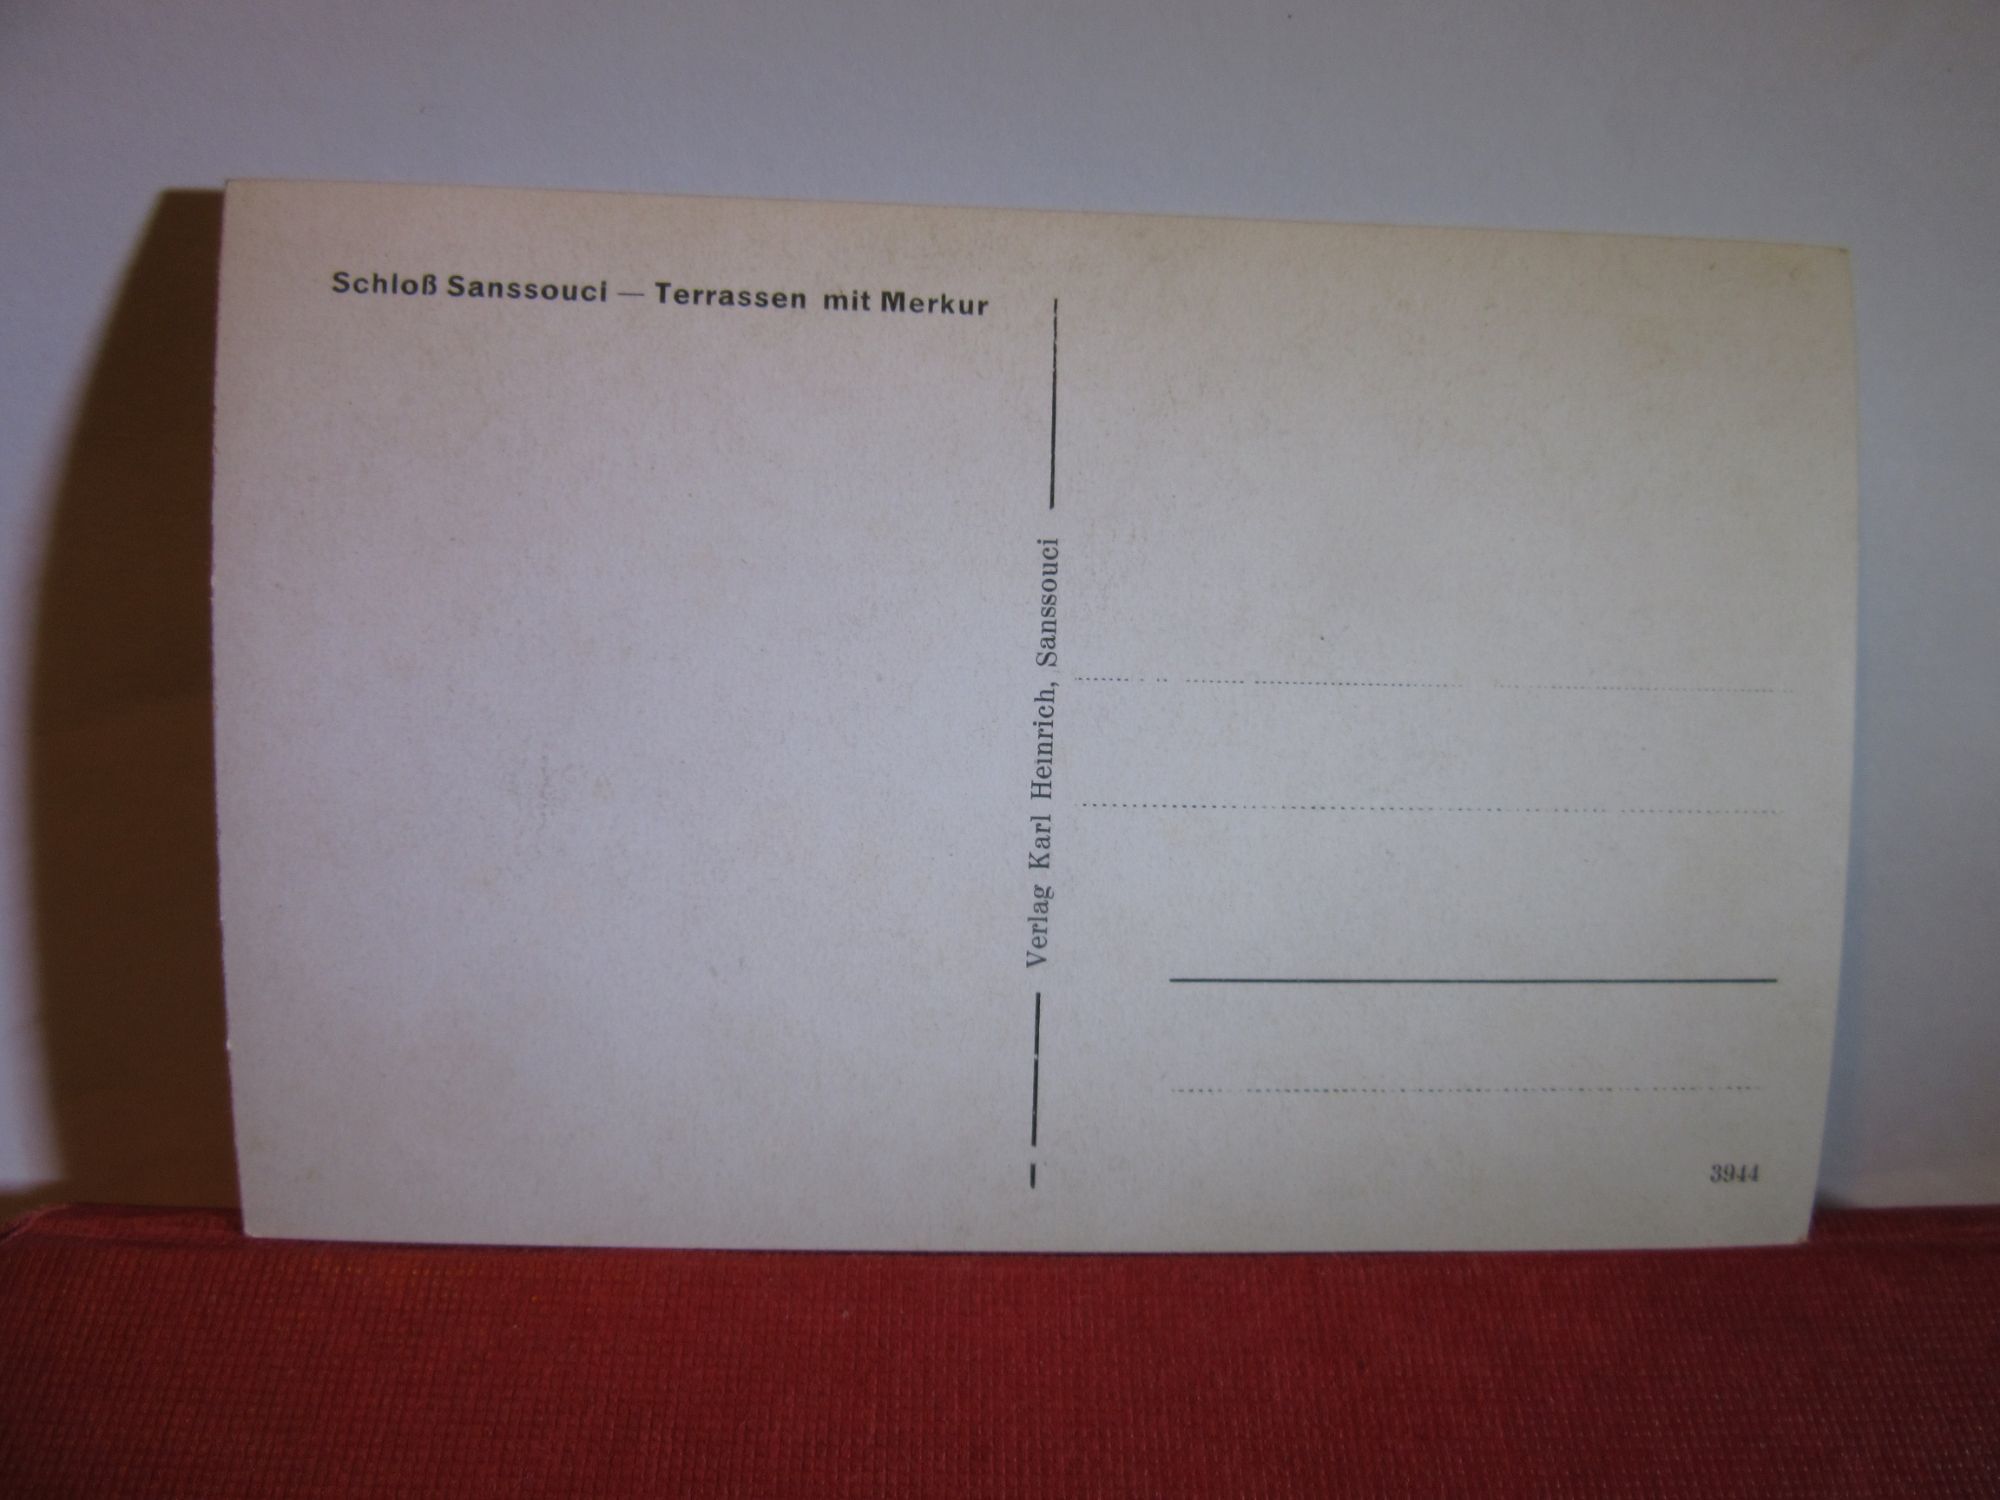 Schloß Sanssouci — Terrassen mit Merkur
Verlag Karl Heinrich, Sanssouci
3944